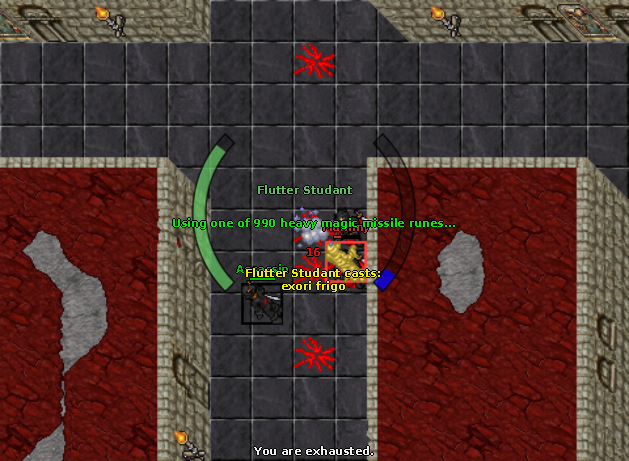 Flutter Studant
Using one of 990 heavy magic missile runes...
16
Flutter Studant casts:
exori frigo
You are exhausted.